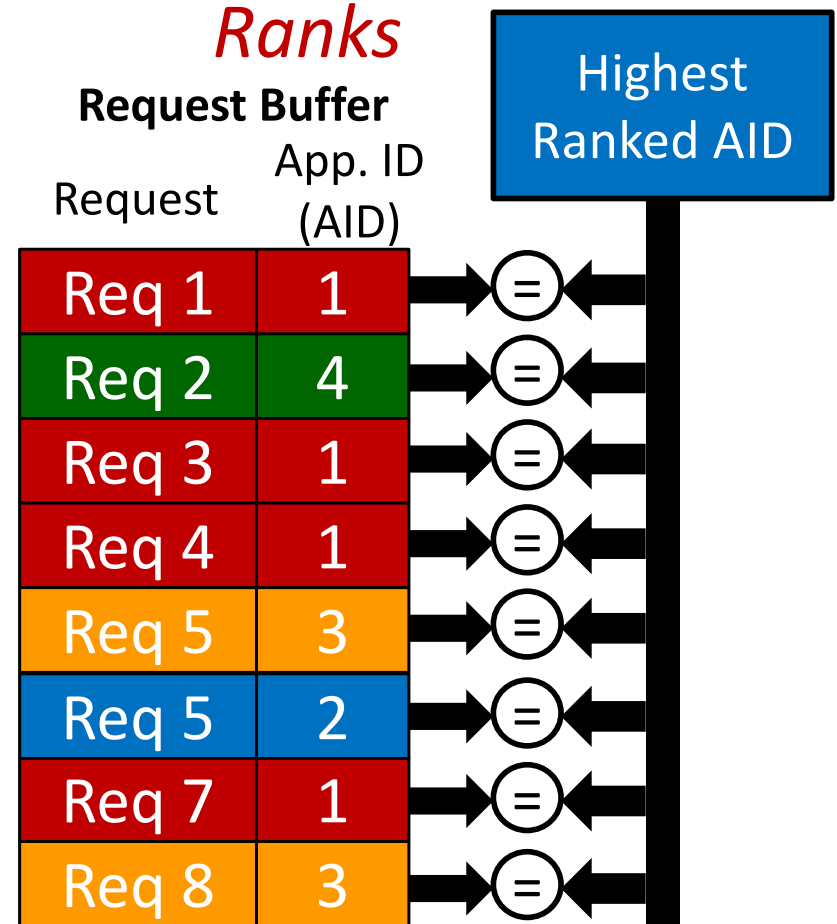 Ranks
Highest
Ranked AID
Request Buffer
Request
App. ID
(AID)
Req 1 1 =
Req 2 4 =
Req 3 1 =
Req 4 1 =
Req 5 3 =
Req 5 2 =
Req 7 1 =
Req 8 3 =